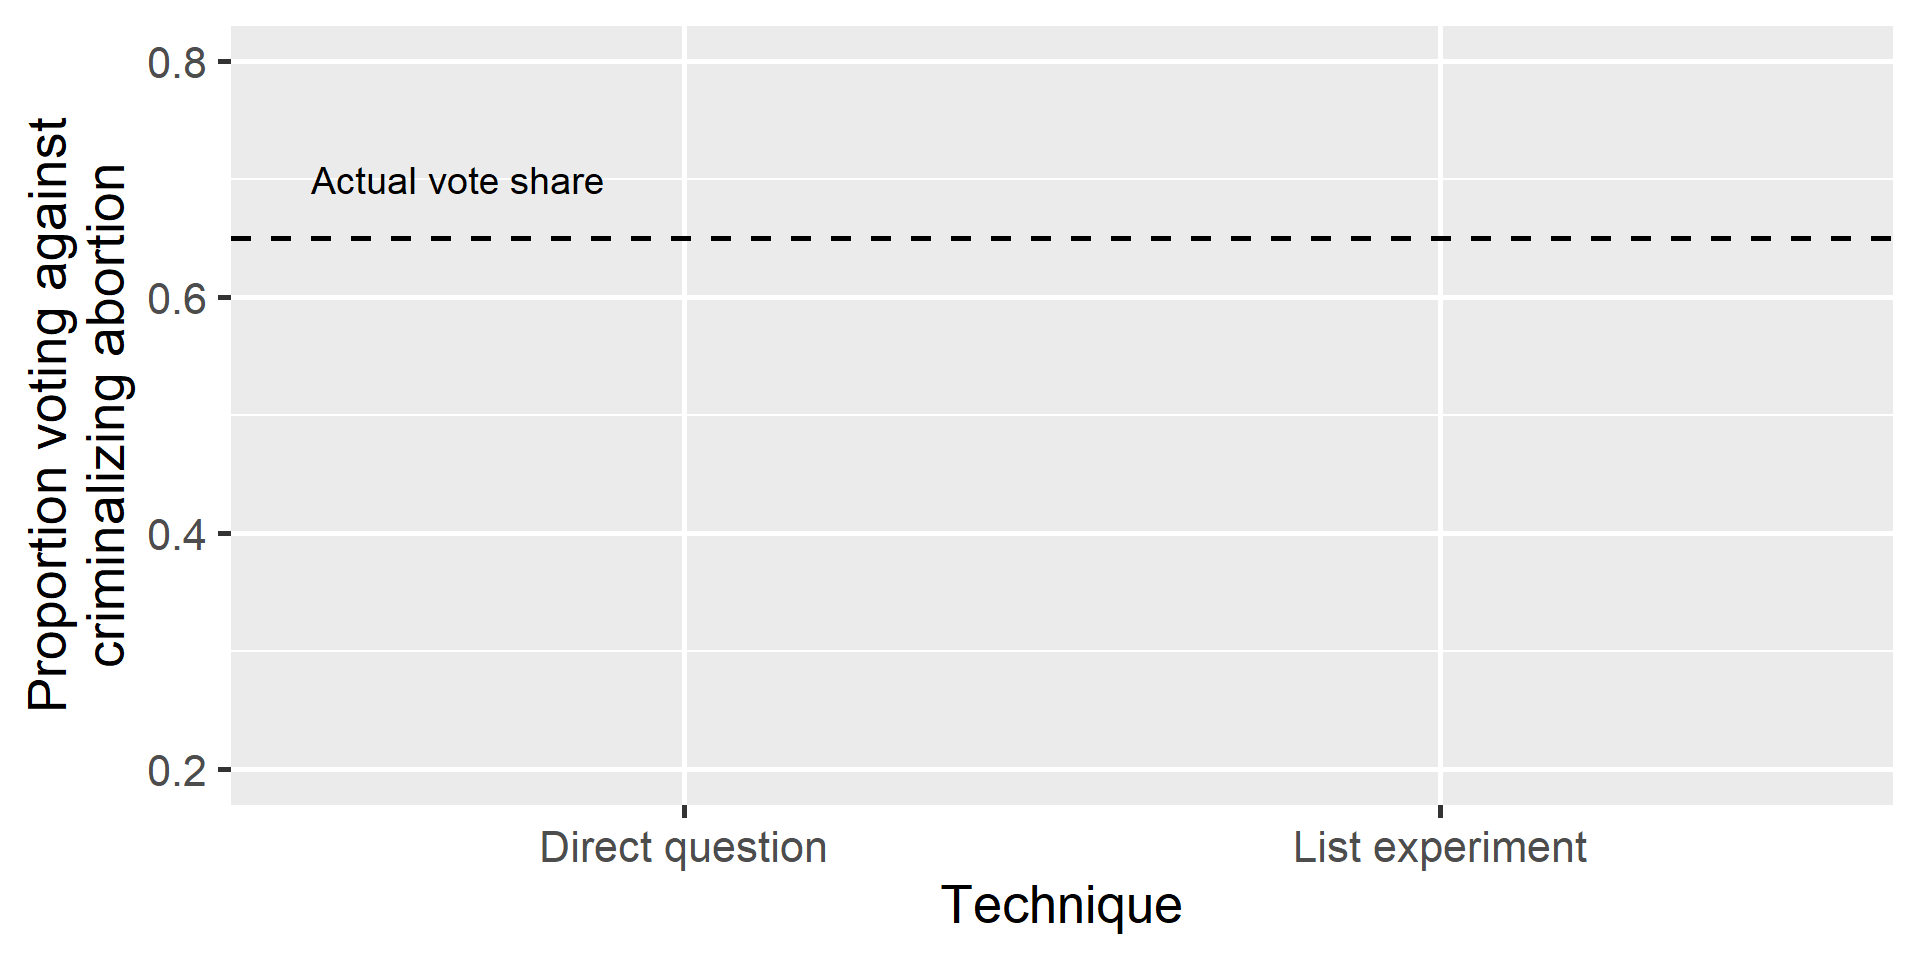 Proportion voting against
criminalizing abortion
0.8
Actual vote share
0.6
0.4
0.2
Direct question
List experiment
Technique